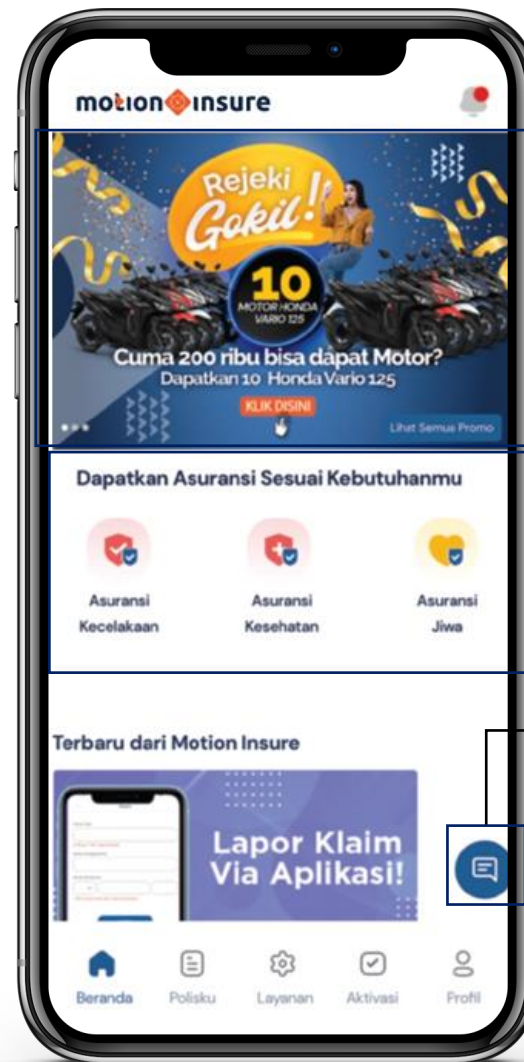 motion insure
Rejeki
Gokil!
10
MOTOR HONDA
VARIO 125
Cuma 200 ribu bisa dapat Motor?
Dapatkan 10 Honda Vario 125
KLIK DISINI
Lihat Semua Promo
Dapatkan Asuransi Sesuai Kebutuhanmu
Asuransi
Kecelakaan
Asuransi
Kesehatan
Asuransi
Jiwa
Terbaru dari Motion Insure
Lapor Klaim
Via Aplikasi!
Beranda Polisku Layanan Aktivasi Profil